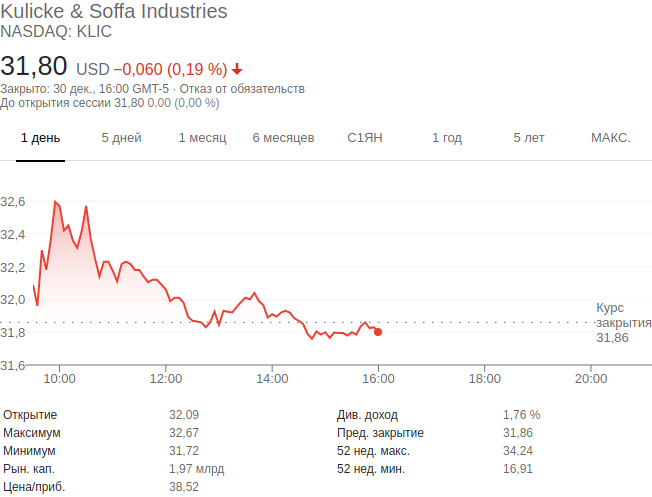 Kulicke & Soffa Industries
NASDAQ: KLIC
31,80 USD −0,060 (0,19 %)
Закрыто: 30 дек., 16:00 GMT-5 · Отказ от обязательств
До открытия сессии 31,80 0,00 (0,00 %)
1 день 5 дней 1 месяц 6 месяцев С1ЯН 1 год 5 лет МАКС.
32,6
32,4
32,2
32,0
Курс
закрытия
31,86
31,8
31,6
10:00 12:00 14:00 16:00 18:00 20:00
Открытие 32,09 Див. доход 1,76 %
Максимум 32,67 Пред. закрытие 31,86
Минимум 31,72 52 нед. макс. 34,24
Рын. кап. 1,97 млрд 52 нед. мин. 16,91
Цена/приб. 38,52